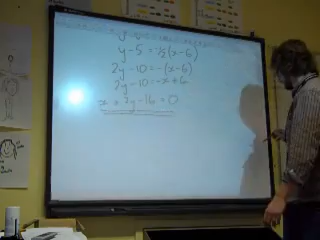 y-5 = -½(x-6)
2y-10 = -(x-6)
2y-10 = -x+6
x + 2y-16 = 0